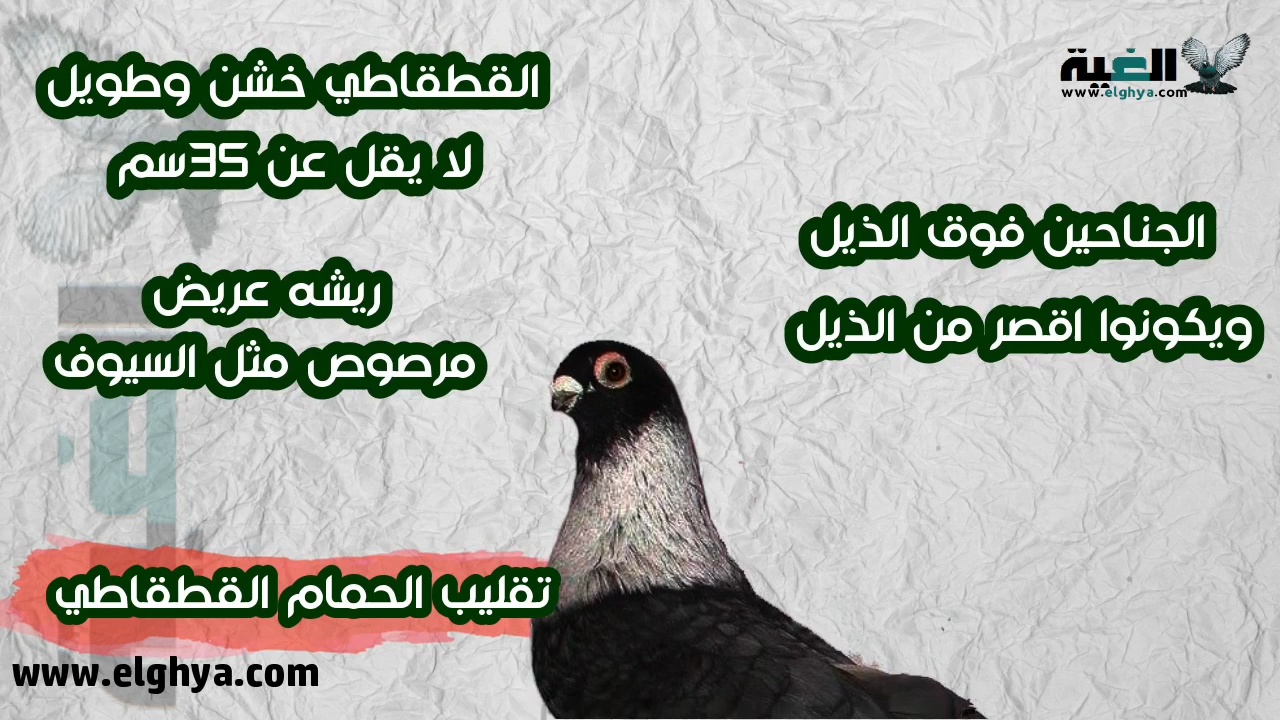 القطقاطي خشن وطويل
لا يقل عن 35سم
ريشه عريض
مرصوص مثل السيوف
تقليب الحمام القطقاطي
www.elghya.com
الغية
www.elghya.com
الجناحين فوق الذيل
ويكونوا اقصر من الذيل